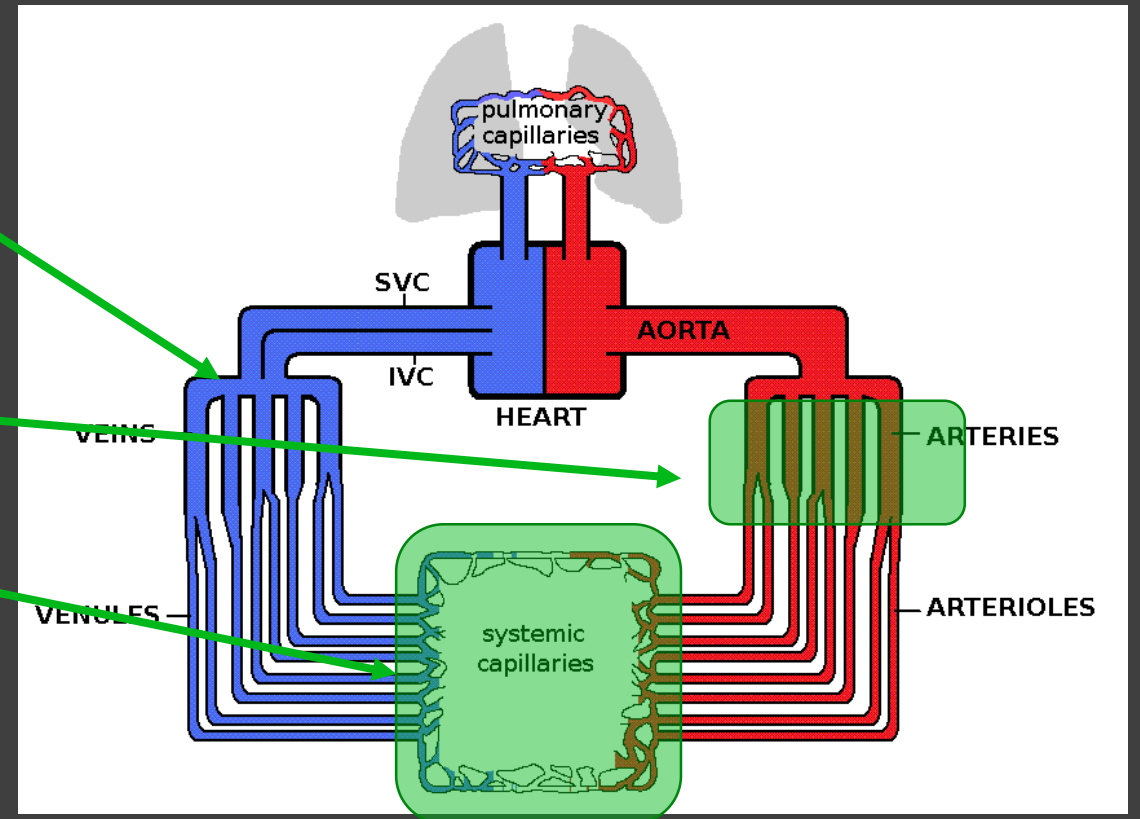 pulmonary
capillaries
SVC
AORTA
IVC
HEART
VEINS
ARTERIES
VENULES
ARTERIOLES
systemic
capillaries